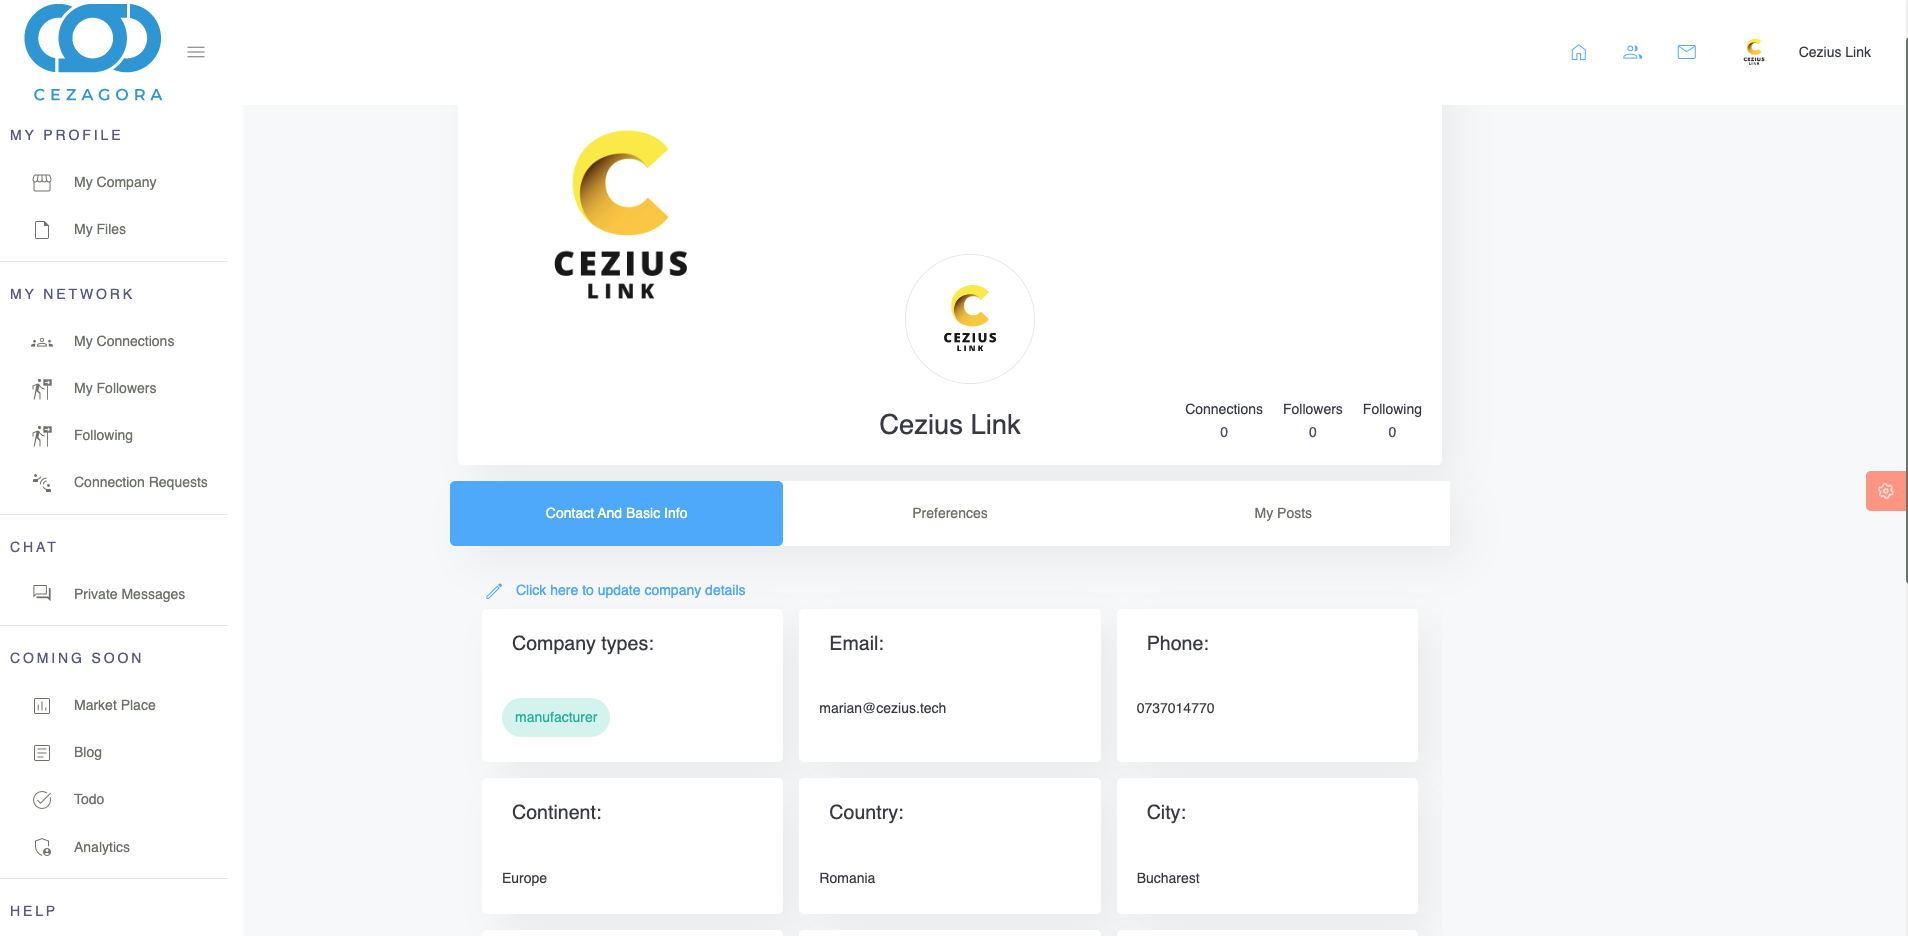 CEZAGORA
CEZIUS
LINK
Cezius Link
MY PROFILE
My Company
My Files
MY NETWORK
My Connections
My Followers
Following
Connection Requests
CHAT
Private Messages
COMING SOON
Market Place
Blog
Todo
Analytics
HELP
CEZIUS
LINK
CEZIUS
LINK
Cezius Link
Connections Followers Following
0 0 0
Contact And Basic Info Preferences My Posts
Click here to update company details
Company types: Email: Phone:
manufacturer marian@cezius.tech 0737014770
Continent: Country: City:
Europe Romania Bucharest